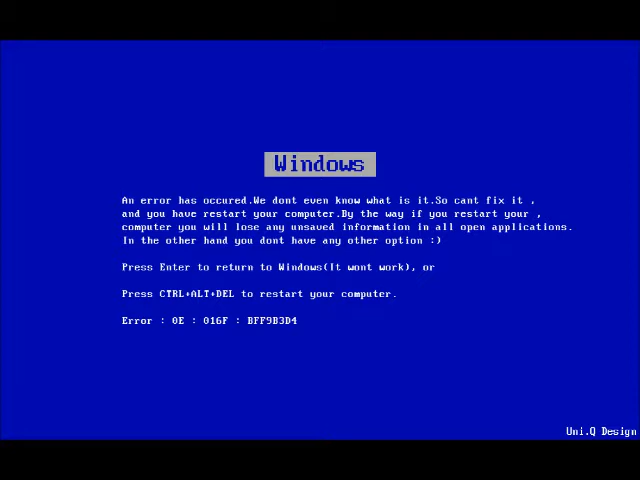 Windows
An error has occured.We dont even know what is it.So cant fix it ,
and you have restart your computer.By the way if you restart your ,
computer you will lose any unsaved information in all open applications.
In the other hand you dont have any other option :)
Press Enter to return to Windows(It wont work), or
Press CTRL+ALT+DEL to restart your computer.
Error : 0E : 016F : BFF9B3D4
Uni.Q Design